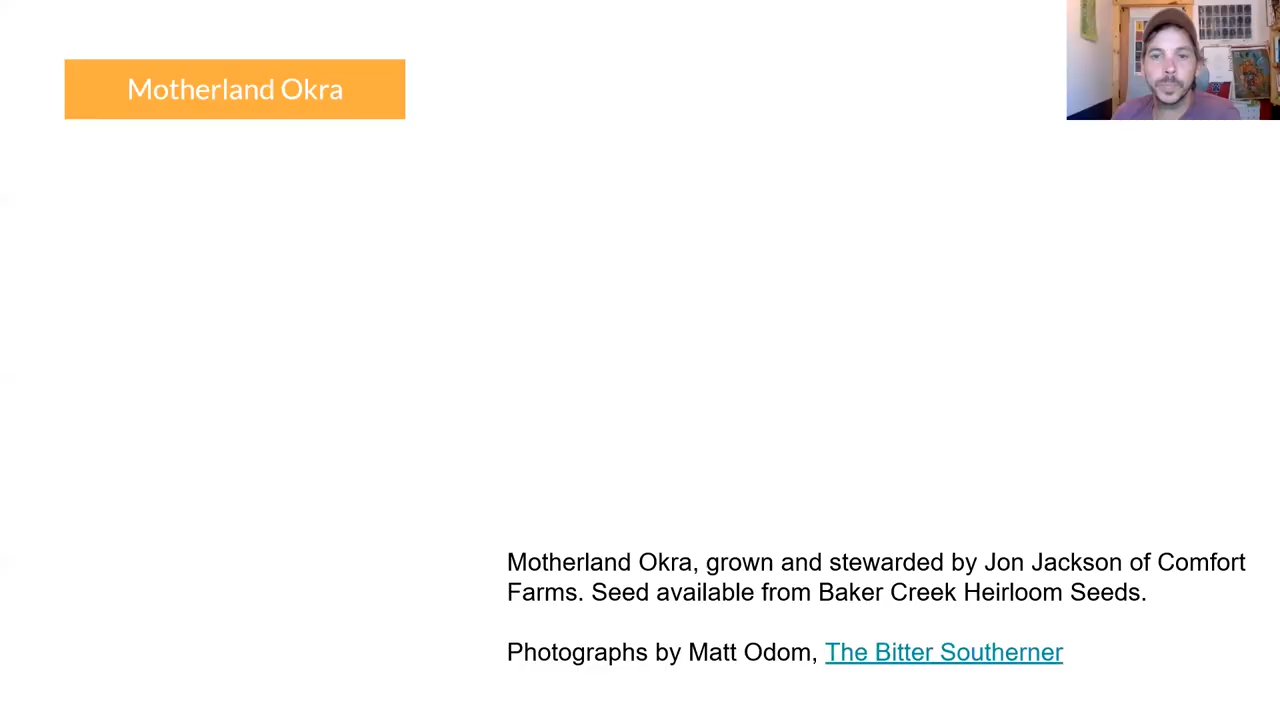 Motherland Okra
Motherland Okra, grown and stewarded by Jon Jackson of Comfort
Farms. Seed available from Baker Creek Heirloom Seeds.
Photographs by Matt Odom, The Bitter Southerner